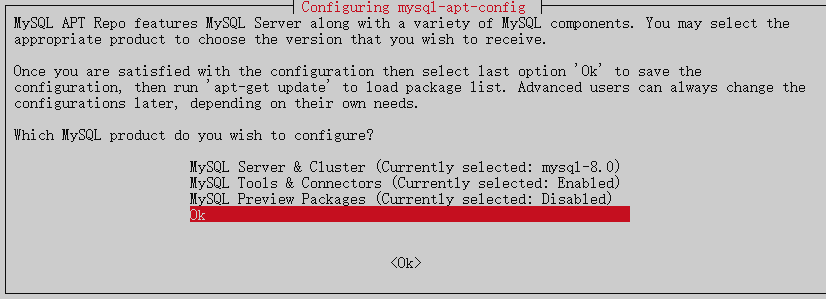 Configuring mysql-apt-config
MySQL APT Repo features MySQL Server along with a variety of MySQL components. You may select the
appropriate product to choose the version that you wish to receive.
Once you are satisfied with the configuration then select last option 'Ok' to save the
configuration, then run 'apt-get update' to load package list. Advanced users can always change the
configurations later, depending on their own needs.
Which MySQL product do you wish to configure?
MySQL Server & Cluster (Currently selected: mysql-8.0)
MySQL Tools & Connectors (Currently selected: Enabled)
MySQL Preview Packages (Currently selected: Disabled)
Ok
<Ok>